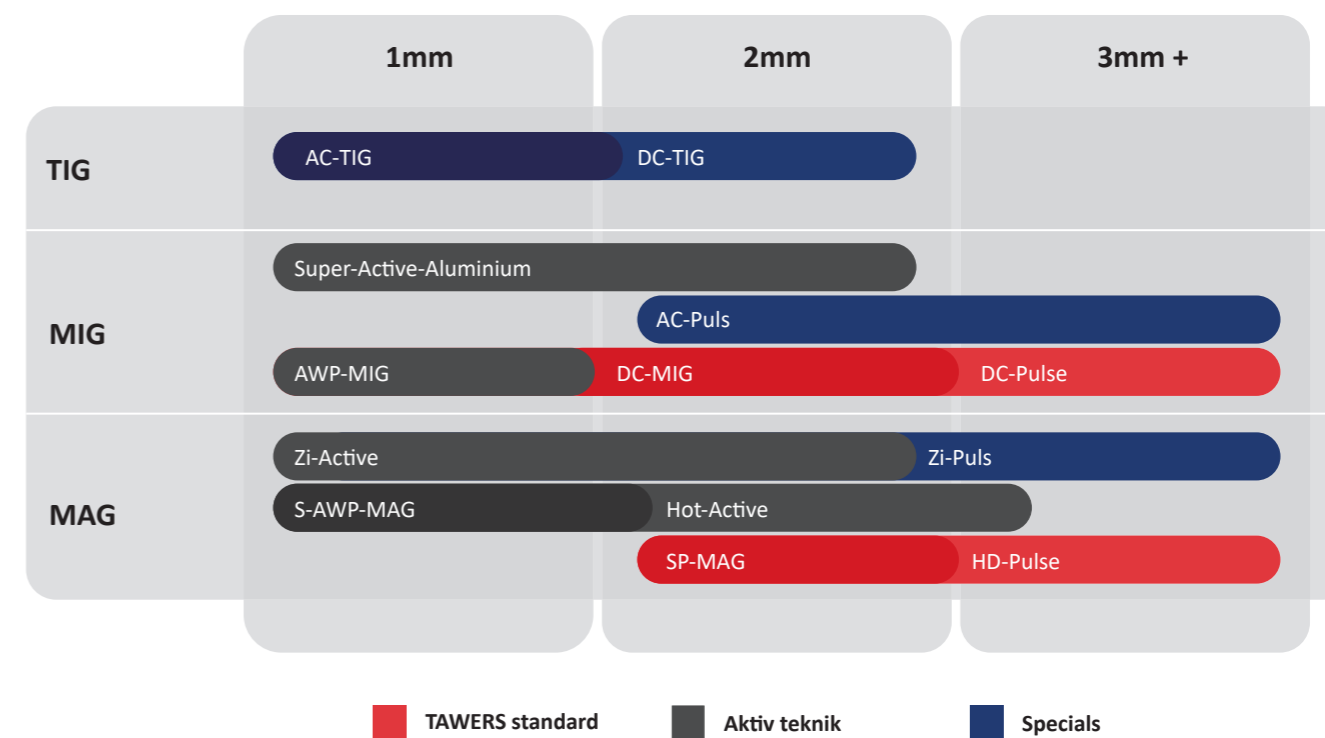 1mm 2mm 3mm +
TIG
AC-TIG DC-TIG
MIG
Super-Active-Aluminium
AC-Puls
AWP-MIG DC-MIG DC-Pulse
MAG
Zi-Active Zi-Puls
S-AWP-MAG Hot-Active
SP-MAG HD-Pulse
TAWERS standard Aktiv teknik Specials